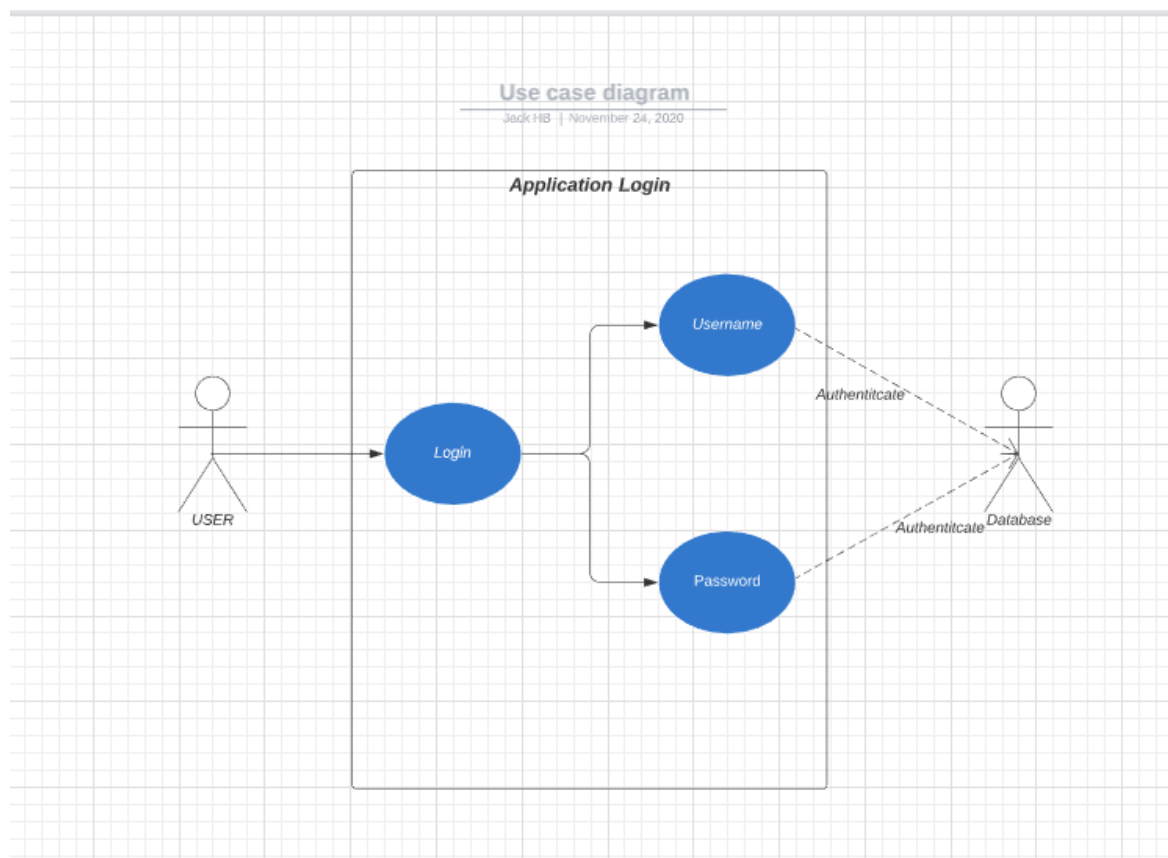 Use case diagram
Jack HB | November 24, 2020
Application Login
Username
Authentitcate
Login
USER
Database
Authentitcate
Password